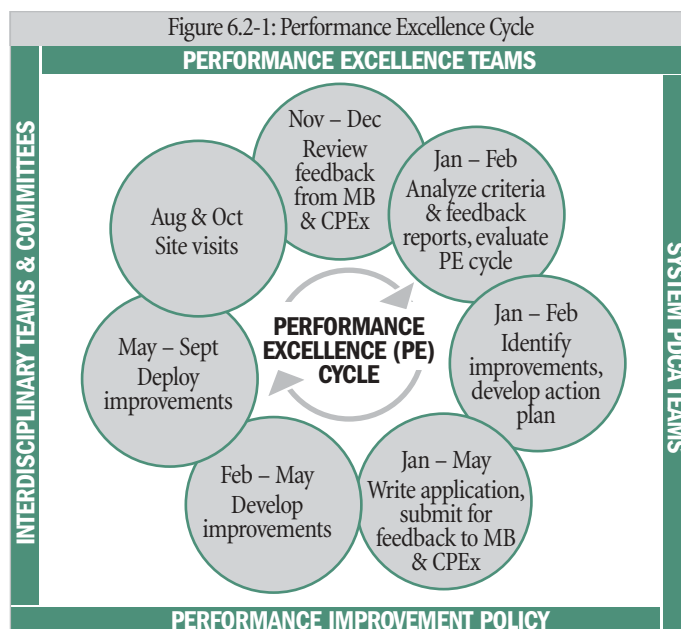 Figure 6.2-1: Performance Excellence Cycle
PERFORMANCE EXCELLENCE TEAMS
INTERDISCIPLINARY TEAMS & COMMITTEES
SYSTEM PDCA TEAMS
Nov – Dec
Review
feedback
from MB
& CPEx
Jan – Feb
Analyze criteria
& feedback
reports, evaluate
PE cycle
Jan – Feb
Identify
improvements,
develop action
plan
Jan – May
Write application,
submit for
feedback to MB
& CPEx
Feb – May
Develop
improvements
May – Sept
Deploy
improvements
Aug & Oct
Site visits
PERFORMANCE
EXCELLENCE (PE)
CYCLE
PERFORMANCE IMPROVEMENT POLICY